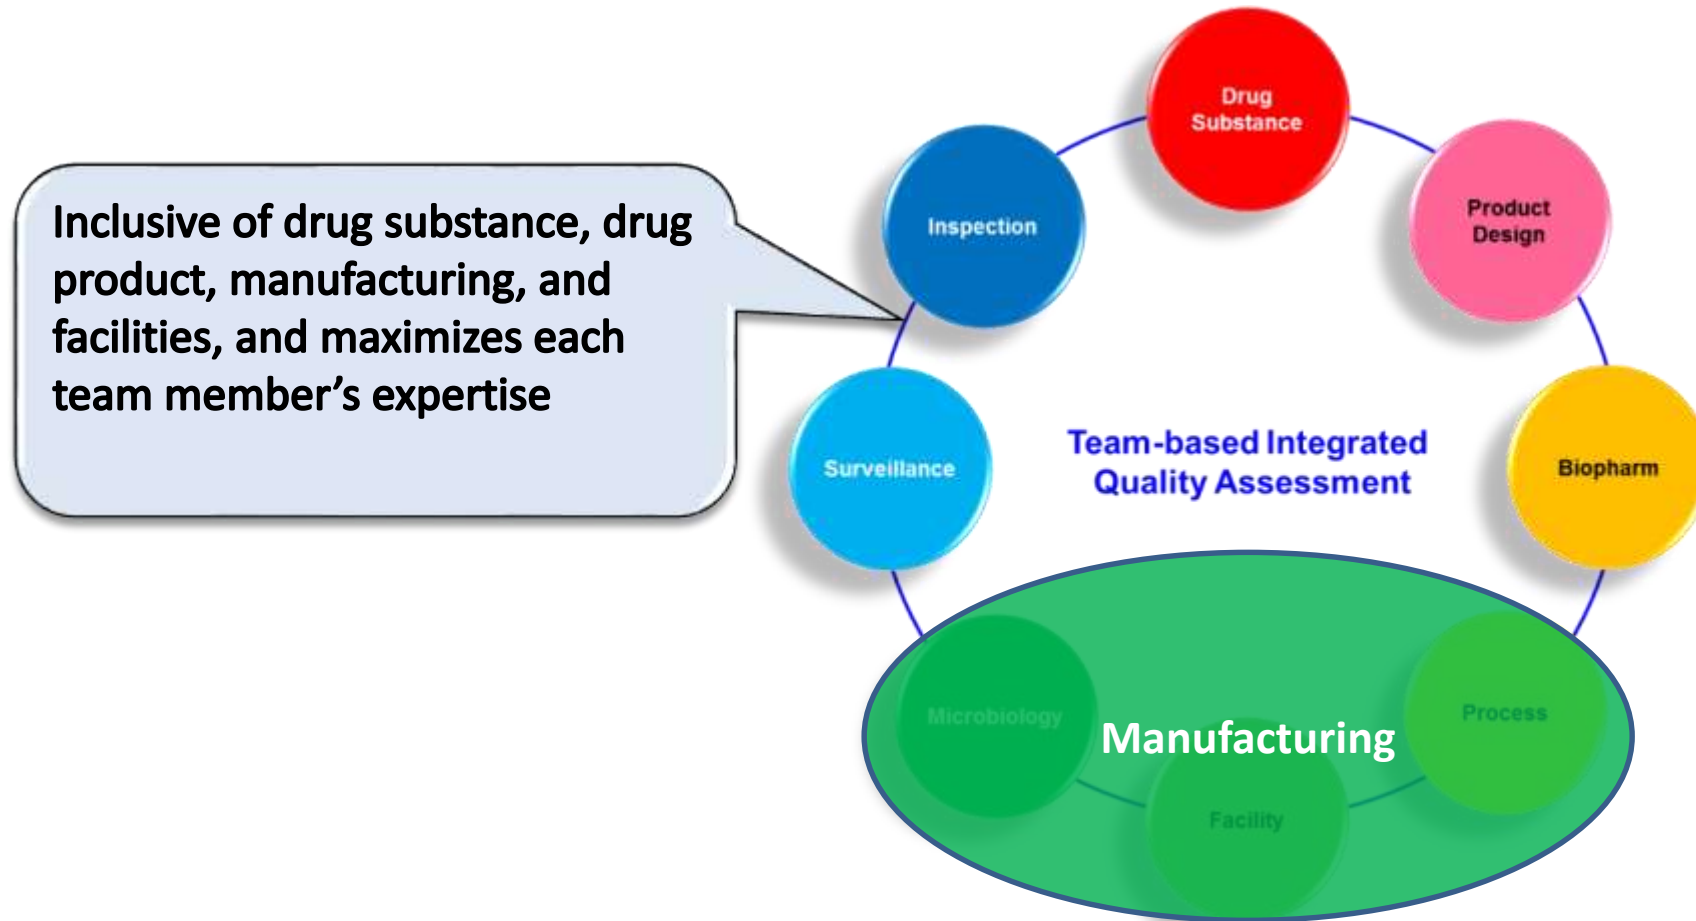 Inclusive of drug substance, drug
product, manufacturing, and
facilities, and maximizes each
team member's expertise
Drug
Substance
Inspection
Product
Design
Team-based Integrated
Quality Assessment
Surveillance
Biopharm
Microbiology
Manufacturing
Process
Facility